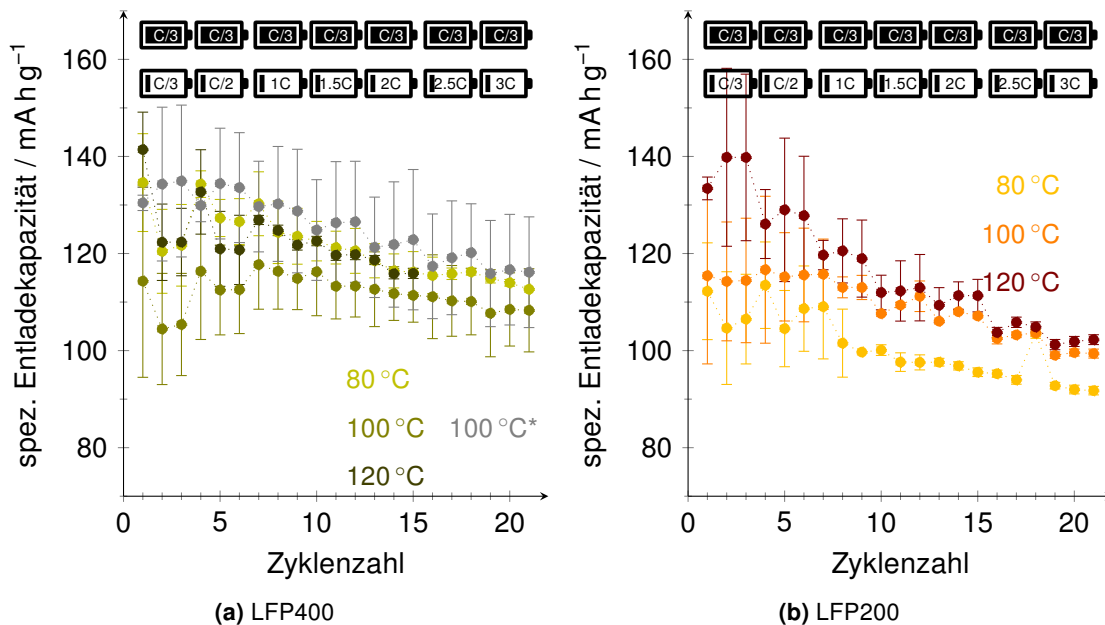 C/3 C/3 C/3 C/3 C/3 C/3 C/3
C/3 C/2 1C 1.5C 2C 2.5C 3C
160
140
120
100
80
spez. Entladekapazität / mA h g⁻¹
80 °C
100 °C 100 °C*
120 °C
0 5 10 15 20
Zyklenzahl
(a) LFP400
C/3 C/3 C/3 C/3 C/3 C/3 C/3
C/3 C/2 1C 1.5C 2C 2.5C 3C
160
140
120
100
80
spez. Entladekapazität / mA h g⁻¹
80 °C
100 °C
120 °C
0 5 10 15 20
Zyklenzahl
(b) LFP200